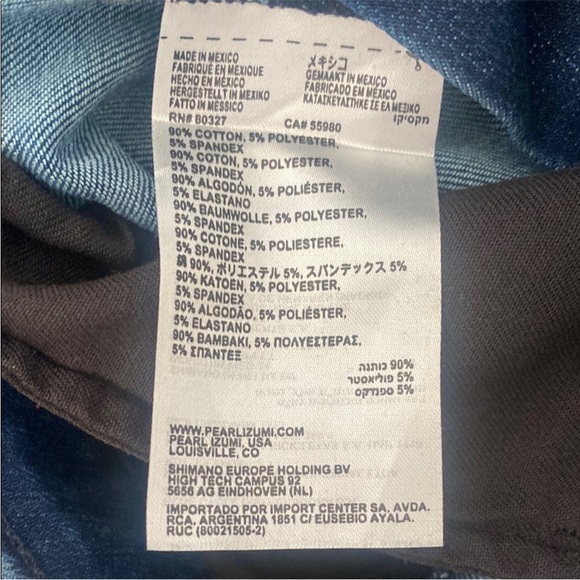 MADE IN MEXICO
FABRIQUÉ EN MEXIQUE
HECHO EN MÉXICO
HERGESTELLT IN MEXIKO
FATTO IN MESSICO
メキシコ
GEMAAKT IN MEXICO
FABRICADO EM MÉXICO
ΚΑΤΑΣΚΕΥΑΣΤΗΚΕ ΣΕ ΕΛ ΜΕΞΙΚΟ
מקסיקו
RN# 80327 CA# 55980
90% COTTON, 5% POLYESTER,
5% SPANDEX
90% COTON, 5% POLYESTER,
5% SPANDEX
90% ALGODÓN, 5% POLIÉSTER,
5% ELASTANO
90% BAUMWOLLE, 5% POLYESTER,
5% SPANDEX
90% COTONE, 5% POLIESTERE,
5% SPANDEX
綿 90%, ポリエステル 5%, スパンデックス 5%
90% KATOEN, 5% POLYESTER,
5% SPANDEX
90% ALGODÃO, 5% POLIÉSTER,
5% ELASTANO
90% ΒΑΜΒΑΚΙ, 5% ΠΟΛΥΕΣΤΕΡΑΣ,
5% ΣΠΑΝΤΕΞ
90% כותנה
5% פוליאסטר
5% ספנדקס
WWW.PEARLIZUMI.COM
PEARL IZUMI, USA
LOUISVILLE, CO
SHIMANO EUROPE HOLDING BV
HIGH TECH CAMPUS 92
5656 AG EINDHOVEN (NL)
IMPORTADO POR IMPORT CENTER SA, AVDA.
RCA. ARGENTINA 1851 C/ EUSEBIO AYALA.
RUC (80021505-2)